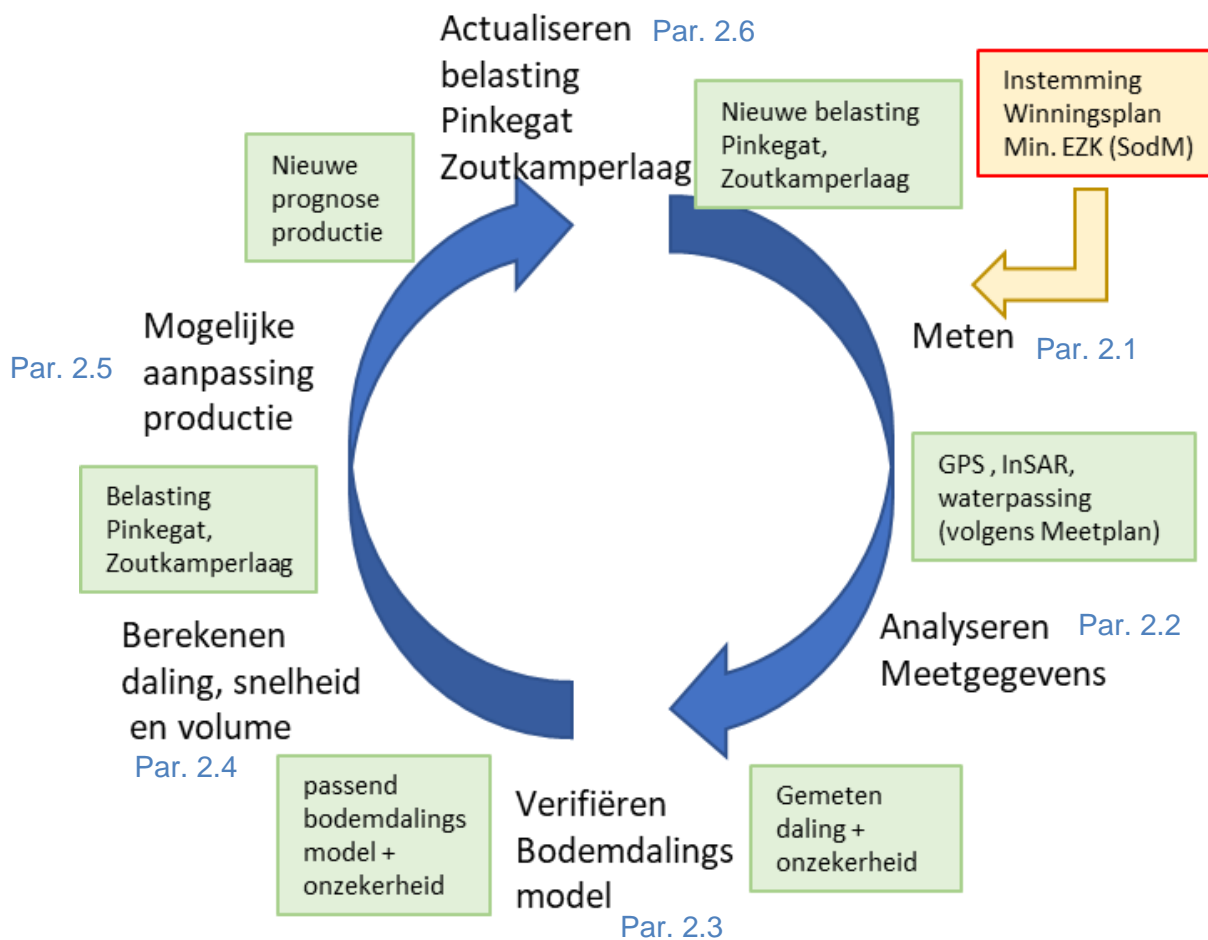 Actualiseren
belasting
Pinkegat
Zoutkamperlaag
Par. 2.6
Nieuwe belasting
Pinkegat,
Zoutkamperlaag
Instemming
Winningsplan
Min. EZK (SodM)
Meten
Par. 2.1
GPS , InSAR,
waterpassing
(volgens Meetplan)
Analyseren
Meetgegevens
Par. 2.2
Gemeten
daling +
onzekerheid
Verifiëren
Bodemdalings
model
Par. 2.3
passend
bodemdalings
model +
onzekerheid
Berekenen
daling, snelheid
en volume
Par. 2.4
Belasting
Pinkegat,
Zoutkamperlaag
Mogelijke
aanpassing
productie
Par. 2.5
Nieuwe
prognose
productie